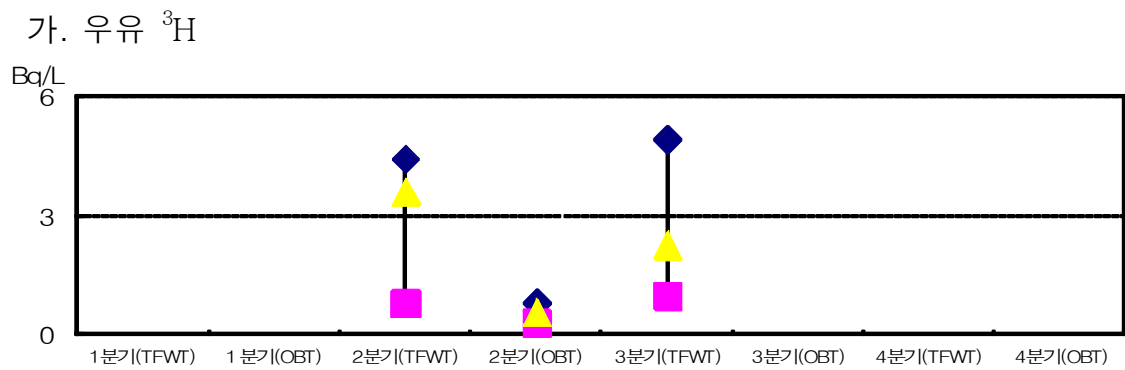 가. 우유 ³H
Bq/L
6
3
0
1분기(TFWT) 1분기(OBT) 2분기(TFWT) 2분기(OBT) 3분기(TFWT) 3분기(OBT) 4분기(TFWT) 4분기(OBT)